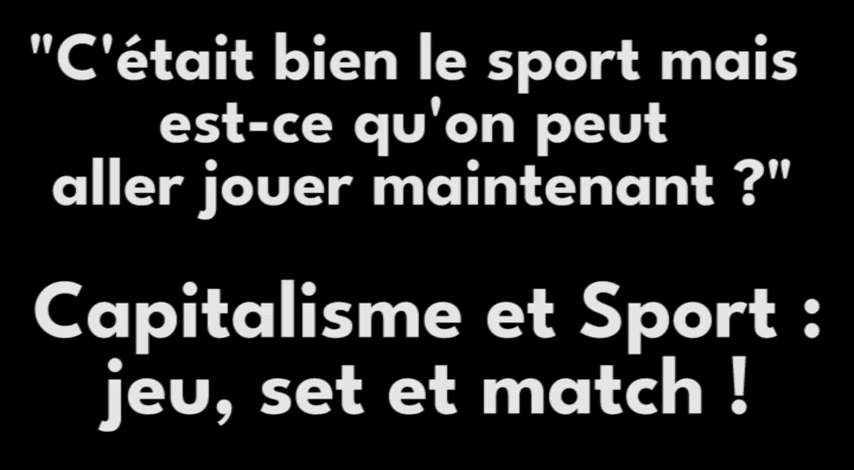 "C'était bien le sport mais
est-ce qu'on peut
aller jouer maintenant ?"
Capitalisme et Sport :
jeu, set et match !